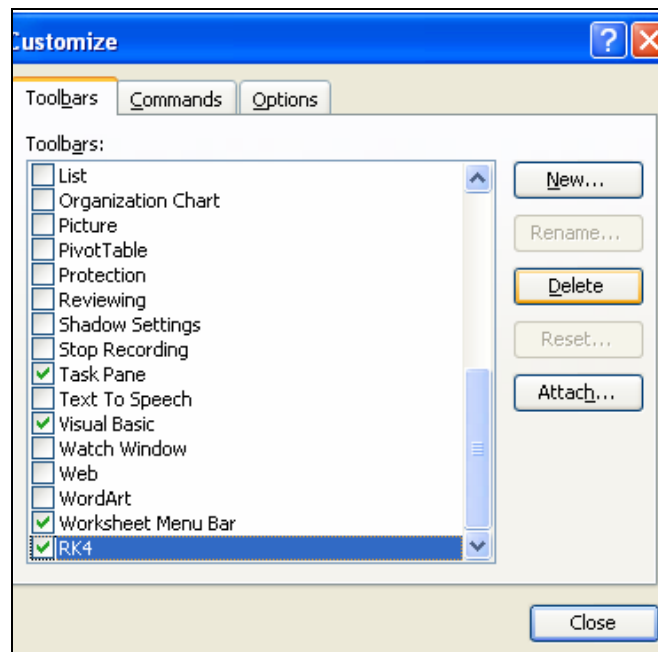 Customize
Toolbars Commands Options
Toolbars:
List
Organization Chart
Picture
PivotTable
Protection
Reviewing
Shadow Settings
Stop Recording
Task Pane
Text To Speech
Visual Basic
Watch Window
Web
WordArt
Worksheet Menu Bar
RK4
New...
Rename...
Delete
Reset...
Attach...
Close